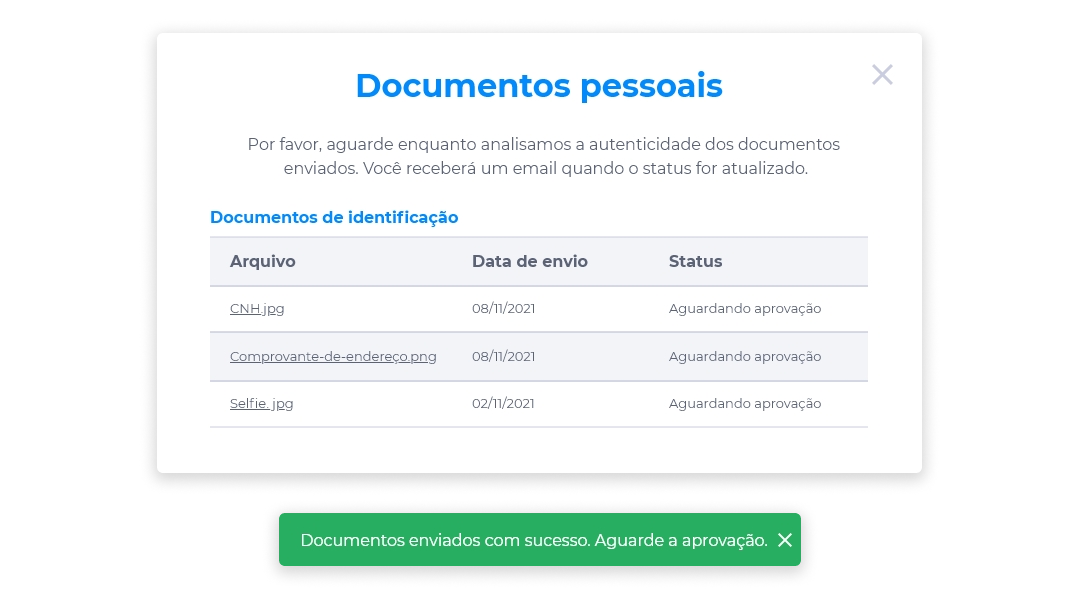 Documentos pessoais
Por favor, aguarde enquanto analisamos a autenticidade dos documentos
enviados. Você receberá um email quando o status for atualizado.
Documentos de identificação
Arquivo Data de envio Status
CNH.jpg 08/11/2021 Aguardando aprovação
Comprovante-de-endereço.png 08/11/2021 Aguardando aprovação
Selfie. jpg 02/11/2021 Aguardando aprovação
Documentos enviados com sucesso. Aguarde a aprovação.